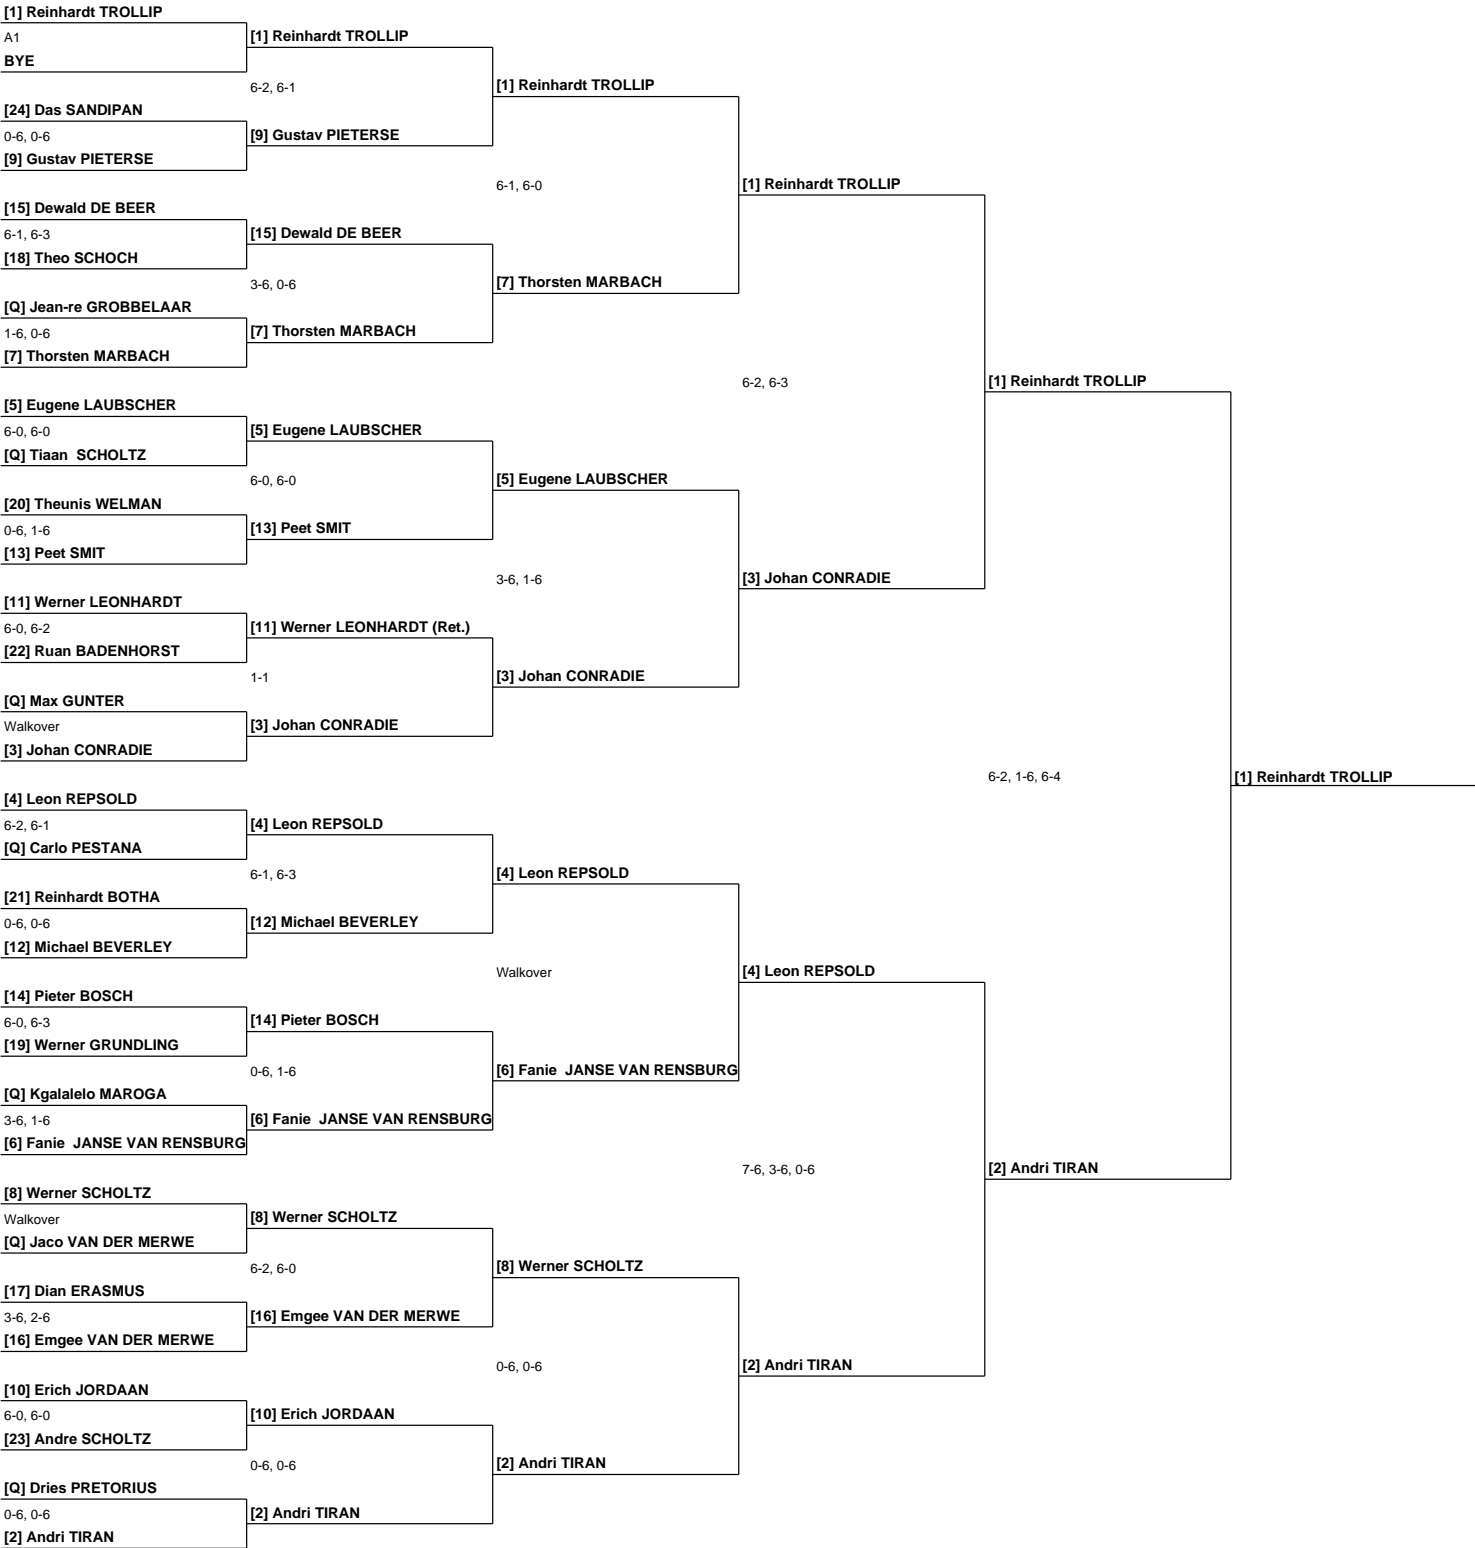 [1] Reinhardt TROLLIP
A1
BYE
[24] Das SANDIPAN
0-6, 0-6
[9] Gustav PIETERSE
[15] Dewald DE BEER
6-1, 6-3
[18] Theo SCHOCH
[Q] Jean-re GROBBELAAR
1-6, 0-6
[7] Thorsten MARBACH
[5] Eugene LAUBSCHER
6-0, 6-0
[Q] Tiaan  SCHOLTZ
[20] Theunis WELMAN
0-6, 1-6
[13] Peet SMIT
[11] Werner LEONHARDT
6-0, 6-2
[22] Ruan BADENHORST
[Q] Max GUNTER
Walkover
[3] Johan CONRADIE
[4] Leon REPSOLD
6-2, 6-1
[Q] Carlo PESTANA
[21] Reinhardt BOTHA
0-6, 0-6
[12] Michael BEVERLEY
[14] Pieter BOSCH
6-0, 6-3
[19] Werner GRUNDLING
[Q] Kgalalelo MAROGA
3-6, 1-6
[6] Fanie  JANSE VAN RENSBURG
[8] Werner SCHOLTZ
Walkover
[Q] Jaco VAN DER MERWE
[17] Dian ERASMUS
3-6, 2-6
[16] Emgee VAN DER MERWE
[10] Erich JORDAAN
6-0, 6-0
[23] Andre SCHOLTZ
[Q] Dries PRETORIUS
0-6, 0-6
[2] Andri TIRAN
[1] Reinhardt TROLLIP
6-2, 6-1
[9] Gustav PIETERSE
[15] Dewald DE BEER
3-6, 0-6
[7] Thorsten MARBACH
[5] Eugene LAUBSCHER
6-0, 6-0
[13] Peet SMIT
[11] Werner LEONHARDT (Ret.)
1-1
[3] Johan CONRADIE
[4] Leon REPSOLD
6-1, 6-3
[12] Michael BEVERLEY
[14] Pieter BOSCH
0-6, 1-6
[6] Fanie  JANSE VAN RENSBURG
[8] Werner SCHOLTZ
6-2, 6-0
[16] Emgee VAN DER MERWE
[10] Erich JORDAAN
0-6, 0-6
[2] Andri TIRAN
[1] Reinhardt TROLLIP
6-1, 6-0
[7] Thorsten MARBACH
[5] Eugene LAUBSCHER
3-6, 1-6
[3] Johan CONRADIE
[4] Leon REPSOLD
Walkover
[6] Fanie  JANSE VAN RENSBURG
[8] Werner SCHOLTZ
0-6, 0-6
[2] Andri TIRAN
[1] Reinhardt TROLLIP
6-2, 6-3
[3] Johan CONRADIE
[4] Leon REPSOLD
7-6, 3-6, 0-6
[2] Andri TIRAN
[1] Reinhardt TROLLIP
6-2, 1-6, 6-4
[2] Andri TIRAN
[1] Reinhardt TROLLIP